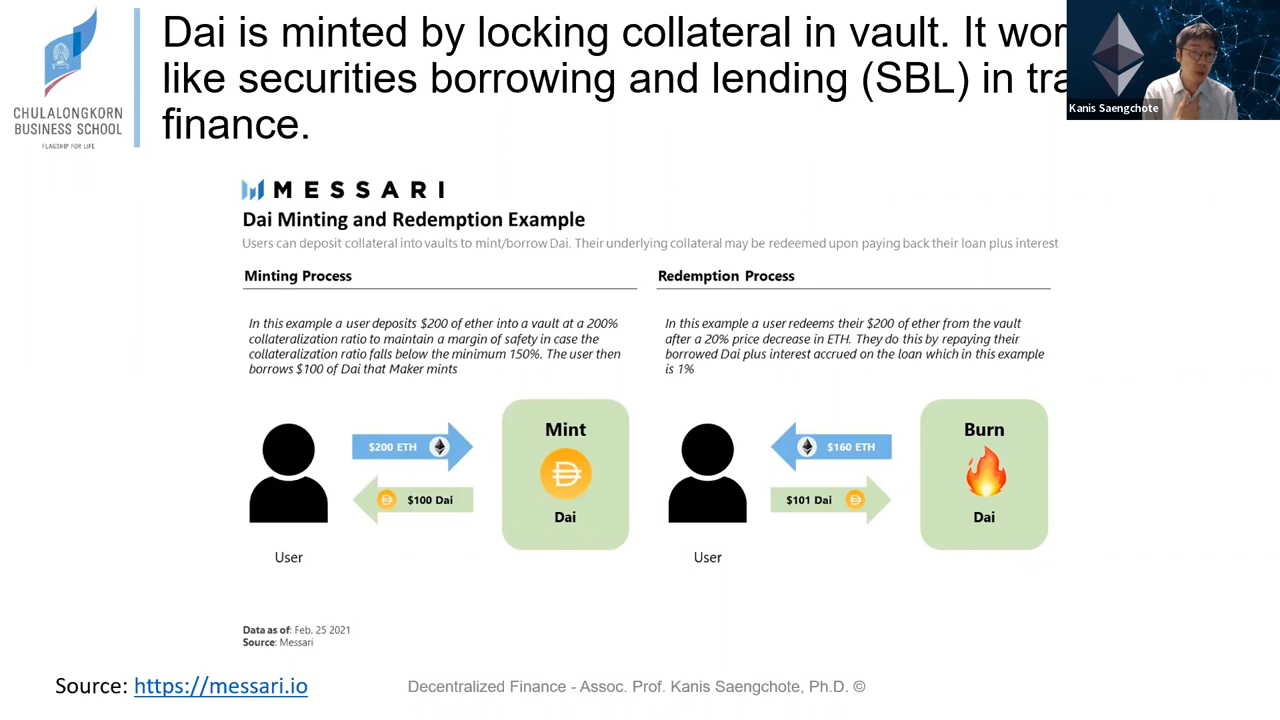 Dai is minted by locking collateral in vault. It wor
like securities borrowing and lending (SBL) in tra
finance.
CHULALONGKORN
BUSINESS SCHOOL
FLAGSHIP FOR LIFE
Kanis Saengchote
MESSARI
Dai Minting and Redemption Example
Users can deposit collateral into vaults to mint/borrow Dai. Their underlying collateral may be redeemed upon paying back their loan plus interest
Minting Process
In this example a user deposits $200 of ether into a vault at a 200%
collateralization ratio to maintain a margin of safety in case the
collateralization ratio falls below the minimum 150%. The user then
borrows $100 of Dai that Maker mints
$200 ETH
$100 Dai
User
Mint
Dai
Redemption Process
In this example a user redeems their $200 of ether from the vault
after a 20% price decrease in ETH. They do this by repaying their
borrowed Dai plus interest accrued on the loan which in this example
is 1%
$160 ETH
$101 Dai
User
Burn
Dai
Data as of: Feb. 25 2021
Source: Messari
Source: https://messari.io
Decentralized Finance - Assoc. Prof. Kanis Saengchote, Ph.D. ©